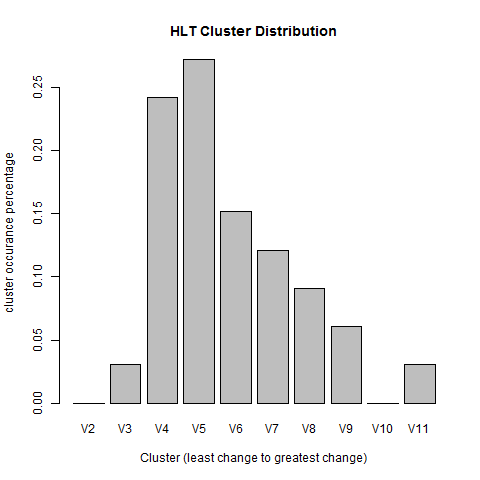 HLT Cluster Distribution
cluster occurance percentage
0.25
0.20
0.15
0.10
0.05
0.00
V2 V3 V4 V5 V6 V7 V8 V9 V10 V11
Cluster (least change to greatest change)